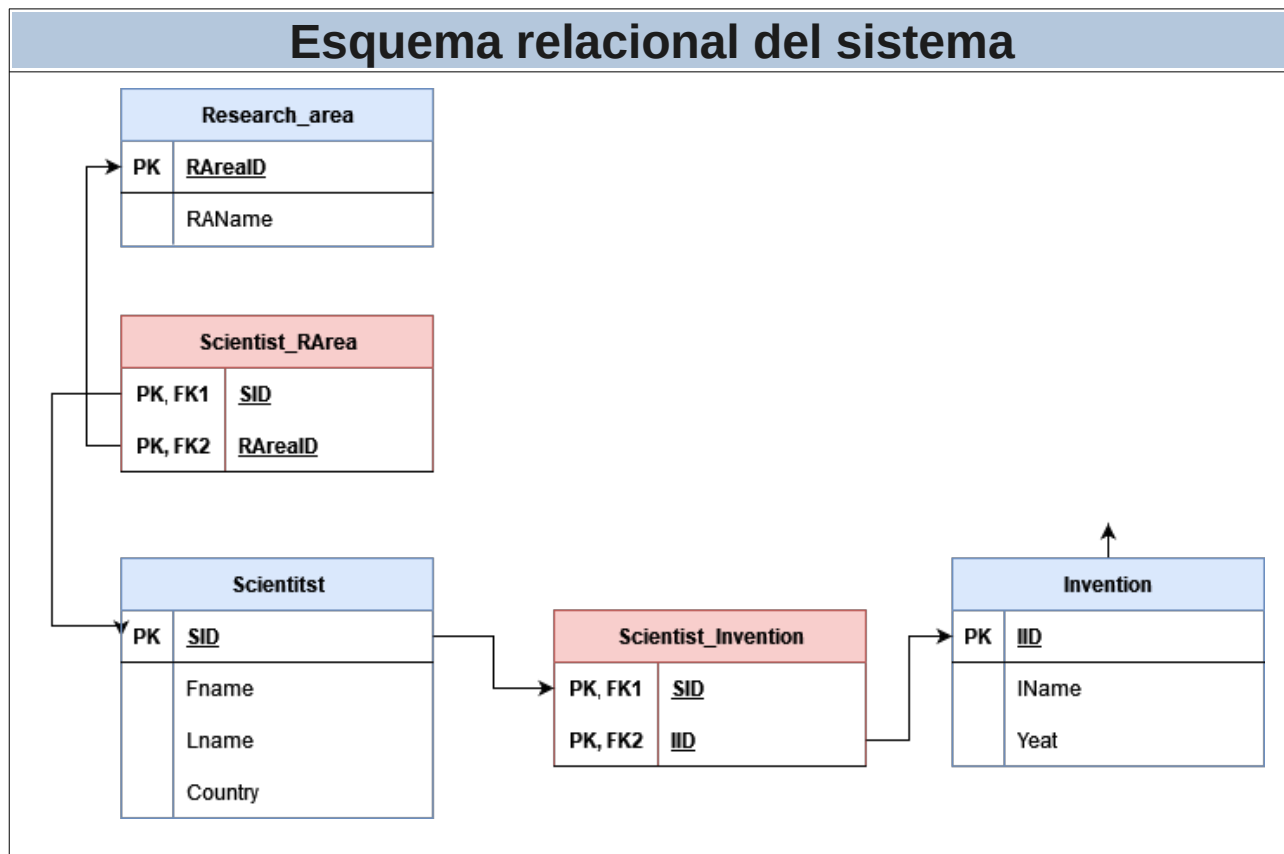 Esquema relacional del sistema
Research_area
PK RAreaID
RAName
Scientist_RArea
PK, FK1 SID
PK, FK2 RAreaID
Scientitst
PK SID
Fname
Lname
Country
Scientist_Invention
PK, FK1 SID
PK, FK2 IID
Invention
PK IID
IName
Yeat